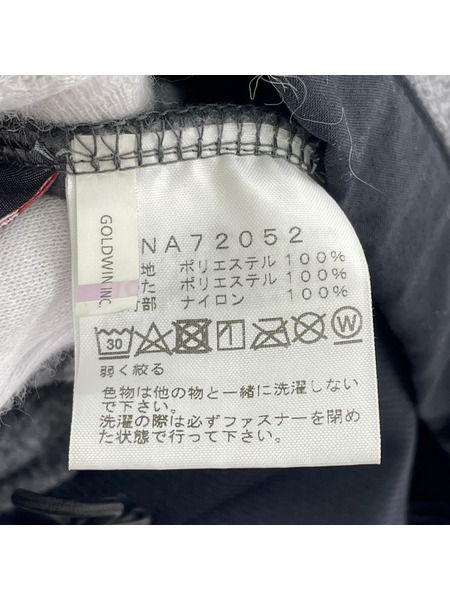 GOLDWIN INC.
NA72052
地 ポリエステル 100%
た ポリエステル 100%
部 ナイロン 100%
30
弱く絞る
色物は他の物と一緒に洗濯しない
で下さい。
洗濯の際は必ずファスナーを閉め
た状態で行って下さい。